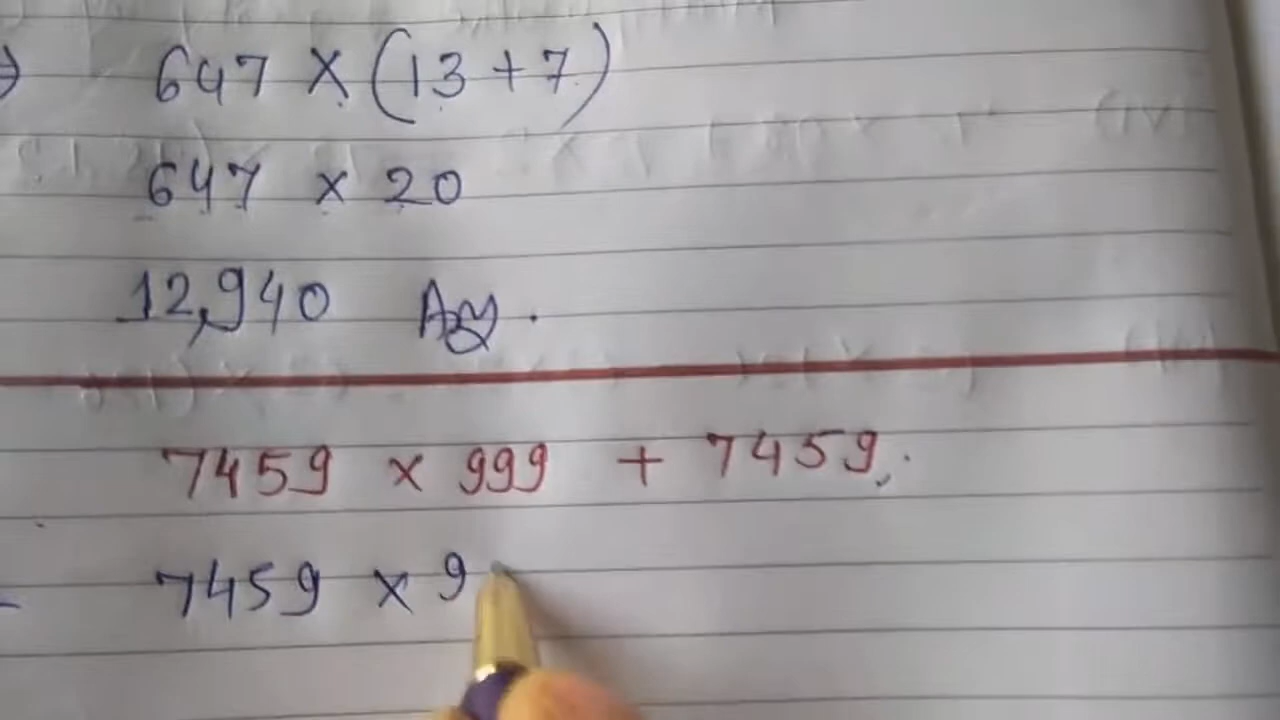 647 × (13 + 7)
647 × 20
12,940 Ans.
7459 × 999 + 7459.
7459 × 9